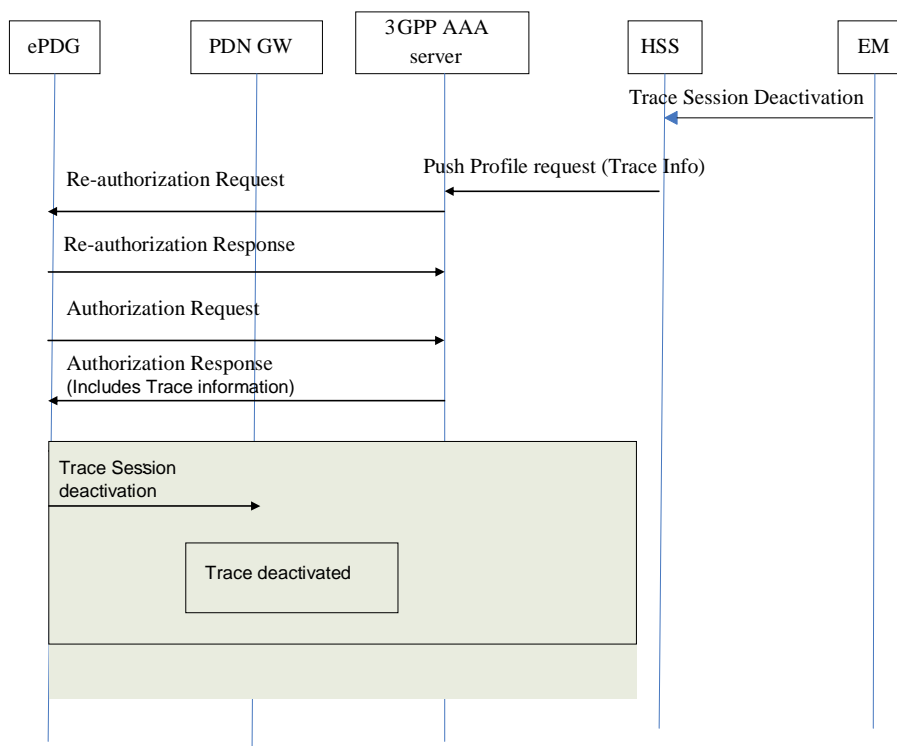 ePDG
PDN GW
3GPP AAA
server
HSS
EM
Trace Session Deactivation
Push Profile request (Trace Info)
Re-authorization Request
Re-authorization Response
Authorization Request
Authorization Response
(Includes Trace information)
Trace Session
deactivation
Trace deactivated